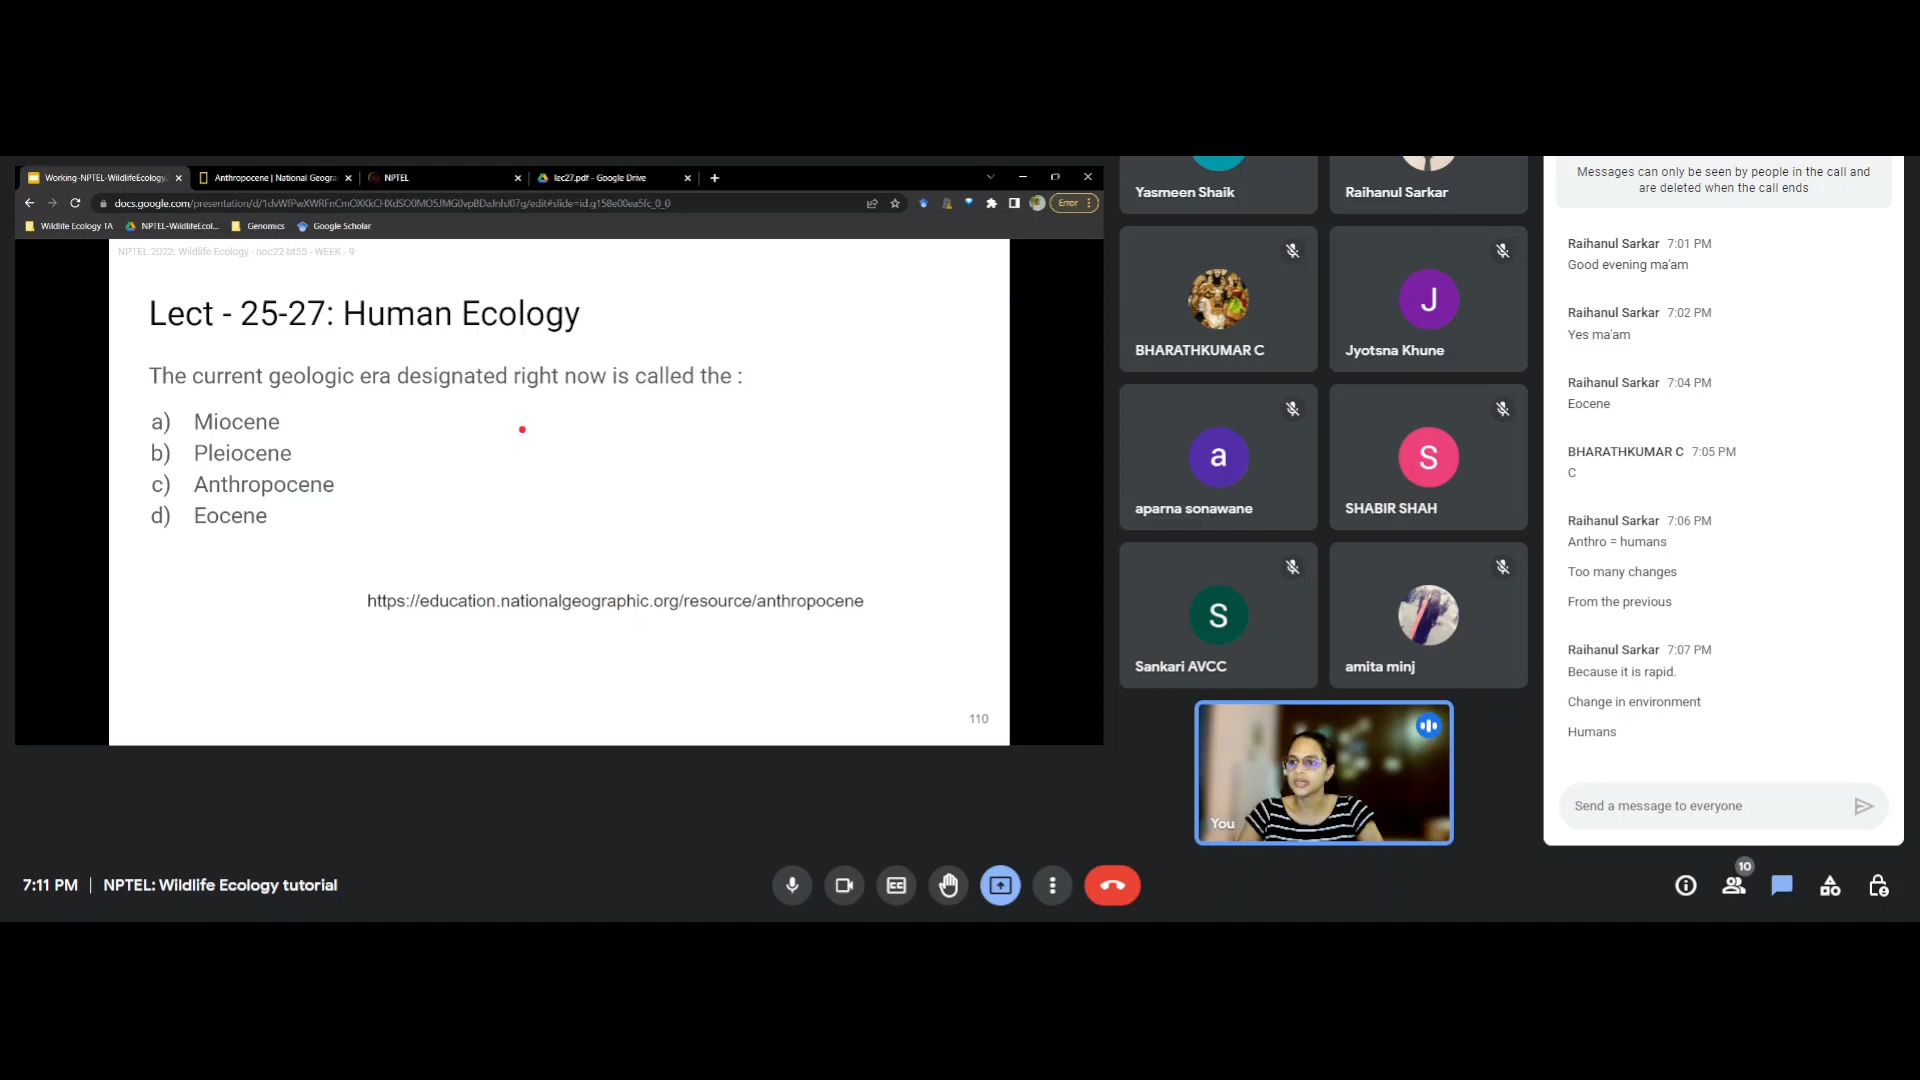 Working-NPTEL-WildlifeEcology.
Anthropocene | National Geogra
NPTEL
lec27.pdf - Google Drive
Error
Wildlife Ecology 1A
NPTEL-WildlifeEcol...
Genomics
Google Scholar
NPTEL 2022: Wildlife Ecology - noc22-bt55 - WEEK - 9
Lect - 25-27: Human Ecology
The current geologic era designated right now is called the :
a) Miocene
b) Pleiocene
c) Anthropocene
d) Eocene
https://education.nationalgeographic.org/resource/anthropocene
110
Yasmeen Shaik
Raihanul Sarkar
BHARATHKUMAR C
J
Jyotsna Khune
a
aparna sonawane
S
SHABIR SHAH
S
Sankari AVCC
amita minj
You
Messages can only be seen by people in the call and
are deleted when the call ends
Raihanul Sarkar 7:01 PM
Good evening ma'am
Raihanul Sarkar 7:02 PM
Yes ma'am
Raihanul Sarkar 7:04 PM
Eocene
BHARATHKUMAR C 7:05 PM
C
Raihanul Sarkar 7:06 PM
Anthro = humans
Too many changes
From the previous
Raihanul Sarkar 7:07 PM
Because it is rapid.
Change in environment
Humans
Send a message to everyone
7:11 PM | NPTEL: Wildlife Ecology tutorial
10